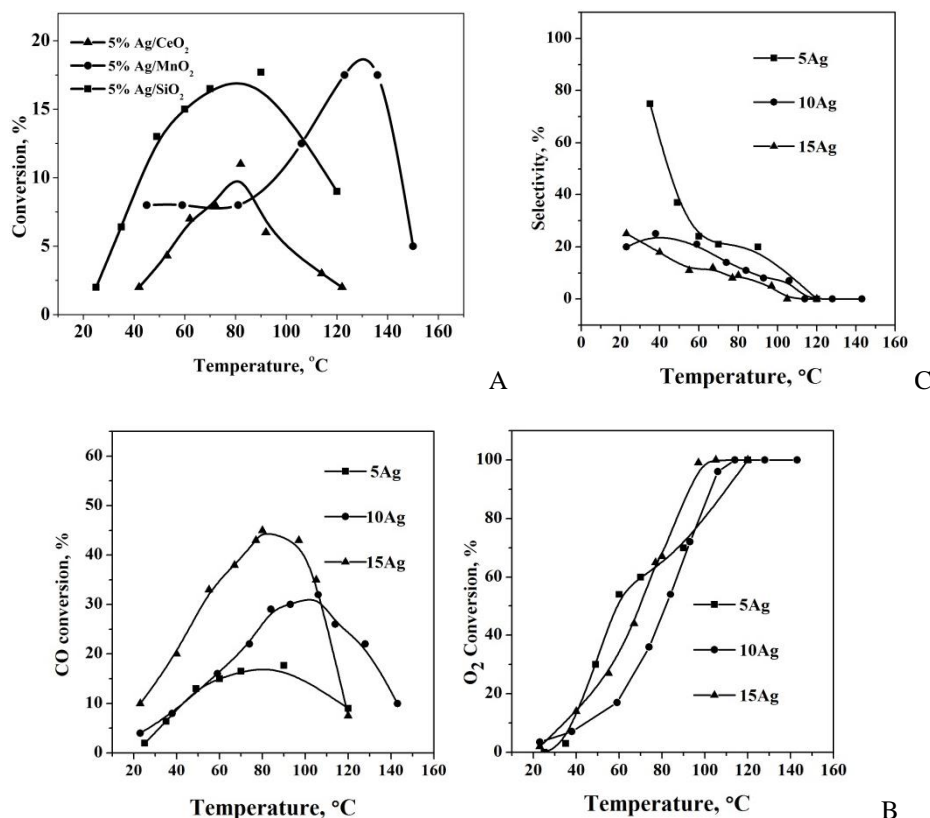 20
15
10
5
0
Conversion, %
5% Ag/CeO2
5% Ag/MnO2
5% Ag/SiO2
20 40 60 80 100 120 140 160
Temperature, °C
A
100
80
60
40
20
0
Selectivity, %
5Ag
10Ag
15Ag
0 20 40 60 80 100 120 140
Temperature, °C
C
60
50
40
30
20
10
0
CO conversion, %
5Ag
10Ag
15Ag
20 40 60 80 100 120 140 160
Temperature, °C
100
80
60
40
20
0
O2 Conversion, %
5Ag
10Ag
15Ag
20 40 60 80 100 120 140 160
Temperature, °C
B